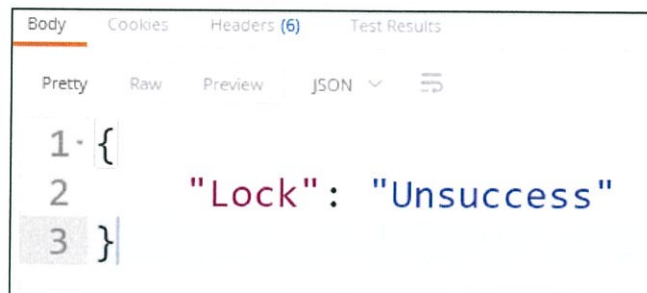 Body Cookies Headers (6) Test Results
Pretty Raw Preview JSON
1 {
2 "Lock": "Unsuccess"
3 }